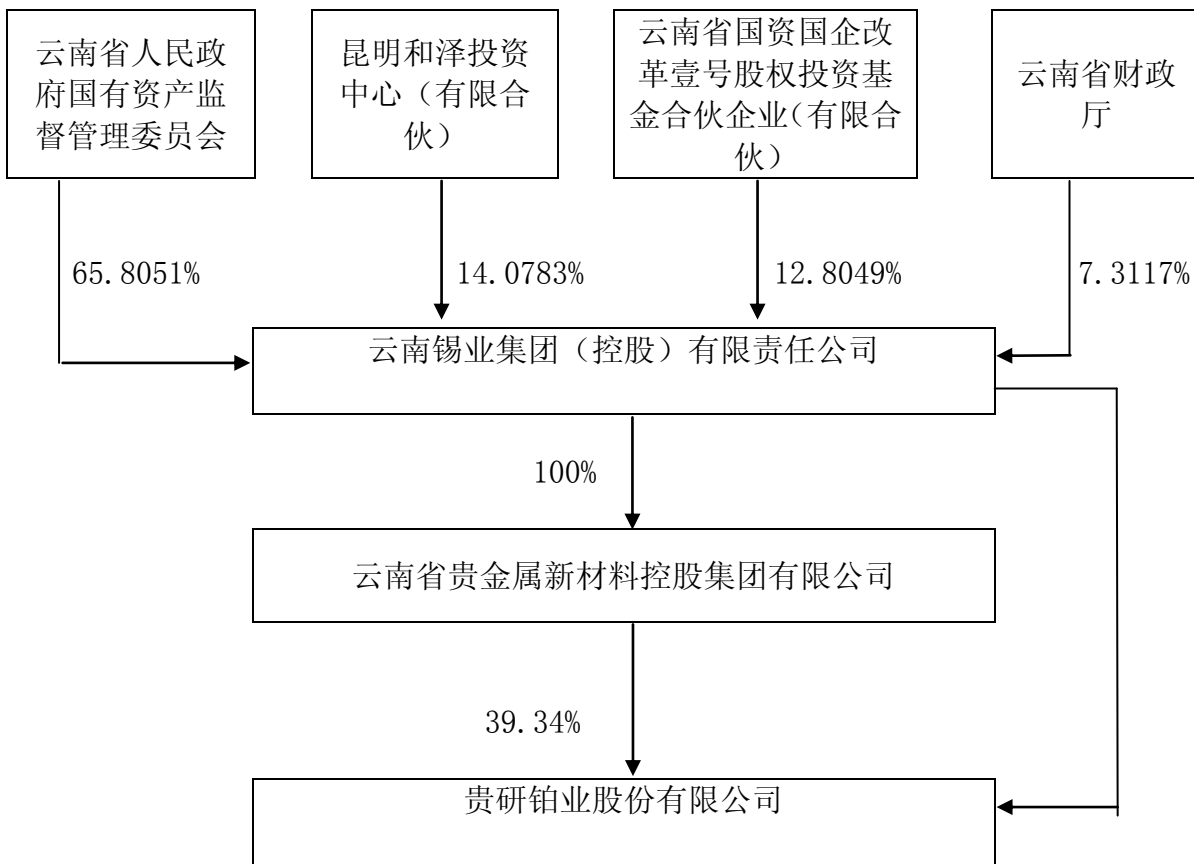 云南省人民政
府国有资产监
督管理委员会
昆明和泽投资
中心（有限合
伙）
云南省国资国企改
革壹号股权投资基
金合伙企业(有限合
伙）
云南省财政
厅
65.8051%
14.0783%
12.8049%
7.3117%
云南锡业集团（控股）有限责任公司
100%
云南省贵金属新材料控股集团有限公司
39.34%
贵研铂业股份有限公司